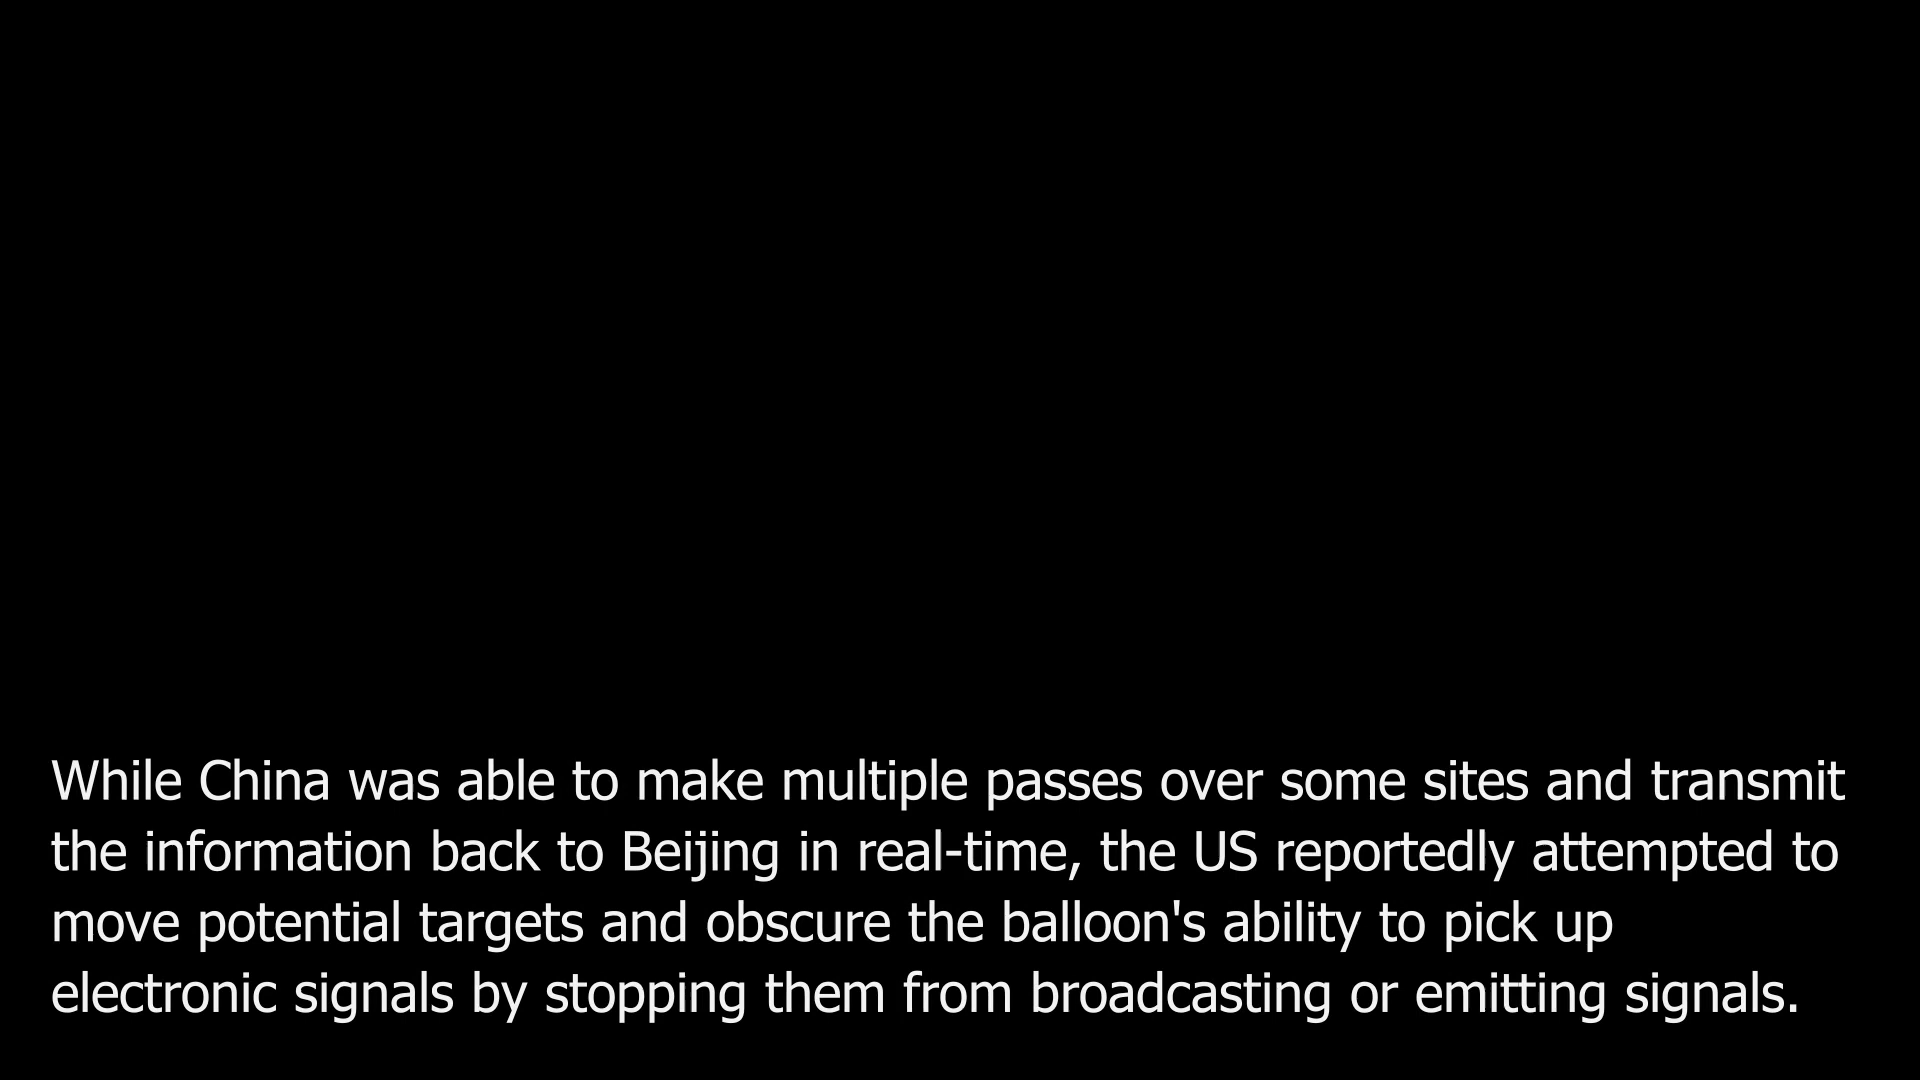 While China was able to make multiple passes over some sites and transmit
the information back to Beijing in real-time, the US reportedly attempted to
move potential targets and obscure the balloon's ability to pick up
electronic signals by stopping them from broadcasting or emitting signals.